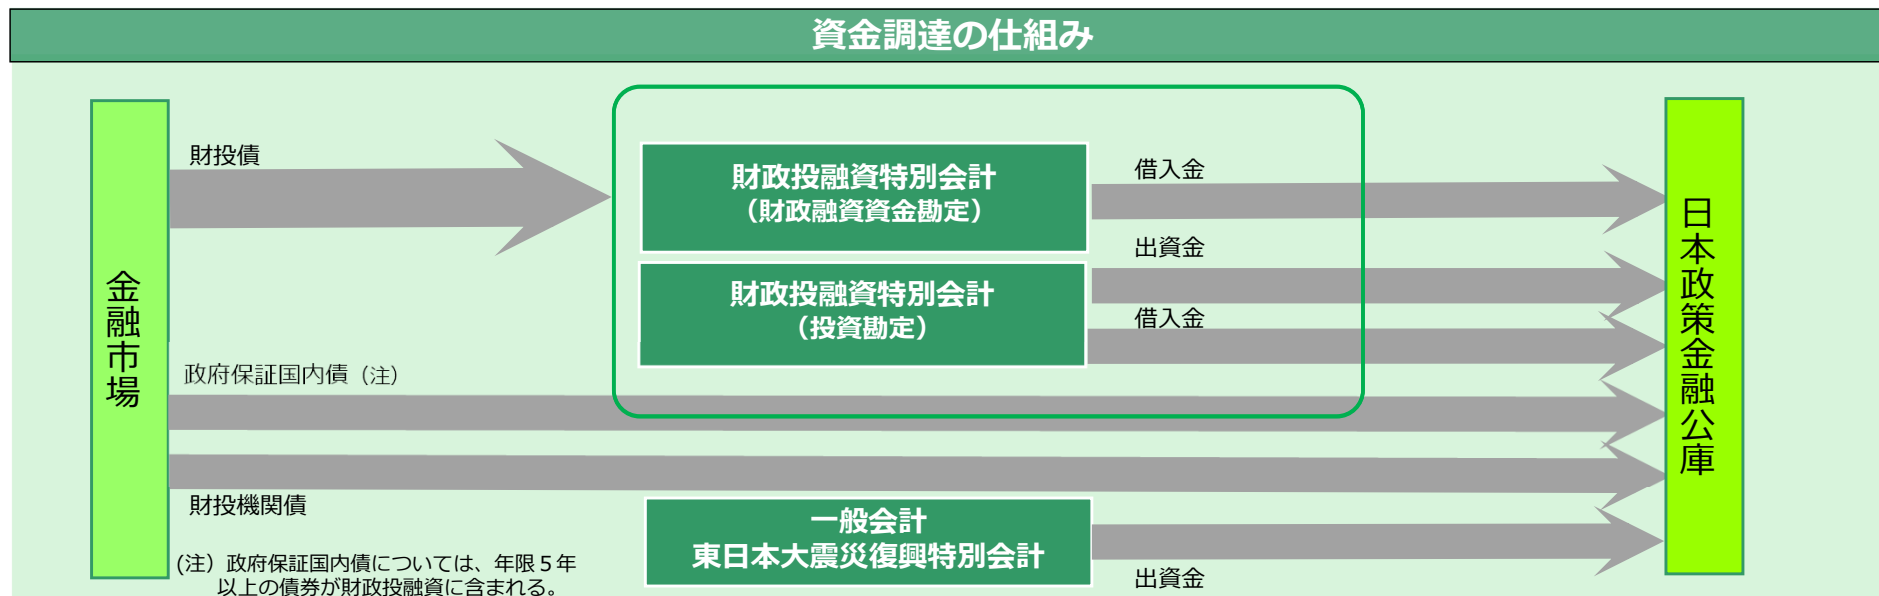 資金調達の仕組み
金融市場
財投債
財政投融資特別会計
（財政融資資金勘定）
借入金
出資金
財政投融資特別会計
（投資勘定）
借入金
政府保証国内債（注）
財投機関債
一般会計
東日本大震災復興特別会計
出資金
日本政策金融公庫
(注）政府保証国内債については、年限５年
以上の債券が財政投融資に含まれる。